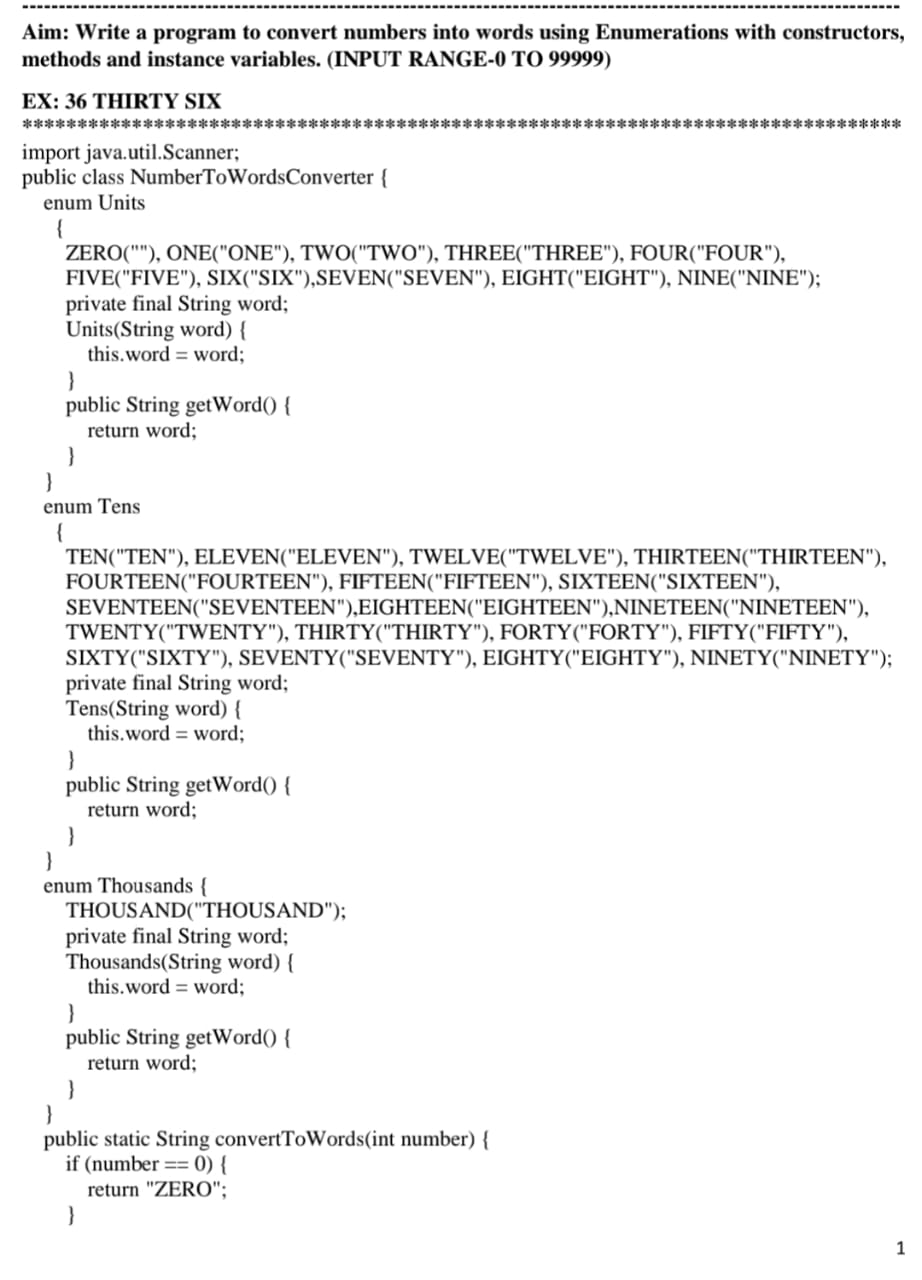 --------------------------------------------------------------------------------------------------------------------------
Aim: Write a program to convert numbers into words using Enumerations with constructors,
methods and instance variables. (INPUT RANGE-0 TO 99999)
EX: 36 THIRTY SIX
********************************************************************************
import java.util.Scanner;
public class NumberToWordsConverter {
enum Units
{
ZERO(""), ONE("ONE"), TWO("TWO"), THREE("THREE"), FOUR("FOUR"),
FIVE("FIVE"), SIX("SIX"),SEVEN("SEVEN"), EIGHT("EIGHT"), NINE("NINE");
private final String word;
Units(String word) {
this.word = word;
}
public String getWord() {
return word;
}
}
enum Tens
{
TEN("TEN"), ELEVEN("ELEVEN"), TWELVE("TWELVE"), THIRTEEN("THIRTEEN"),
FOURTEEN("FOURTEEN"), FIFTEEN("FIFTEEN"), SIXTEEN("SIXTEEN"),
SEVENTEEN("SEVENTEEN"),EIGHTEEN("EIGHTEEN"),NINETEEN("NINETEEN"),
TWENTY("TWENTY"), THIRTY("THIRTY"), FORTY("FORTY"), FIFTY("FIFTY"),
SIXTY("SIXTY"), SEVENTY("SEVENTY"), EIGHTY("EIGHTY"), NINETY("NINETY");
private final String word;
Tens(String word) {
this.word = word;
}
public String getWord() {
return word;
}
}
enum Thousands {
THOUSAND("THOUSAND");
private final String word;
Thousands(String word) {
this.word = word;
}
public String getWord() {
return word;
}
}
public static String convertToWords(int number) {
if (number == 0) {
return "ZERO";
}
1